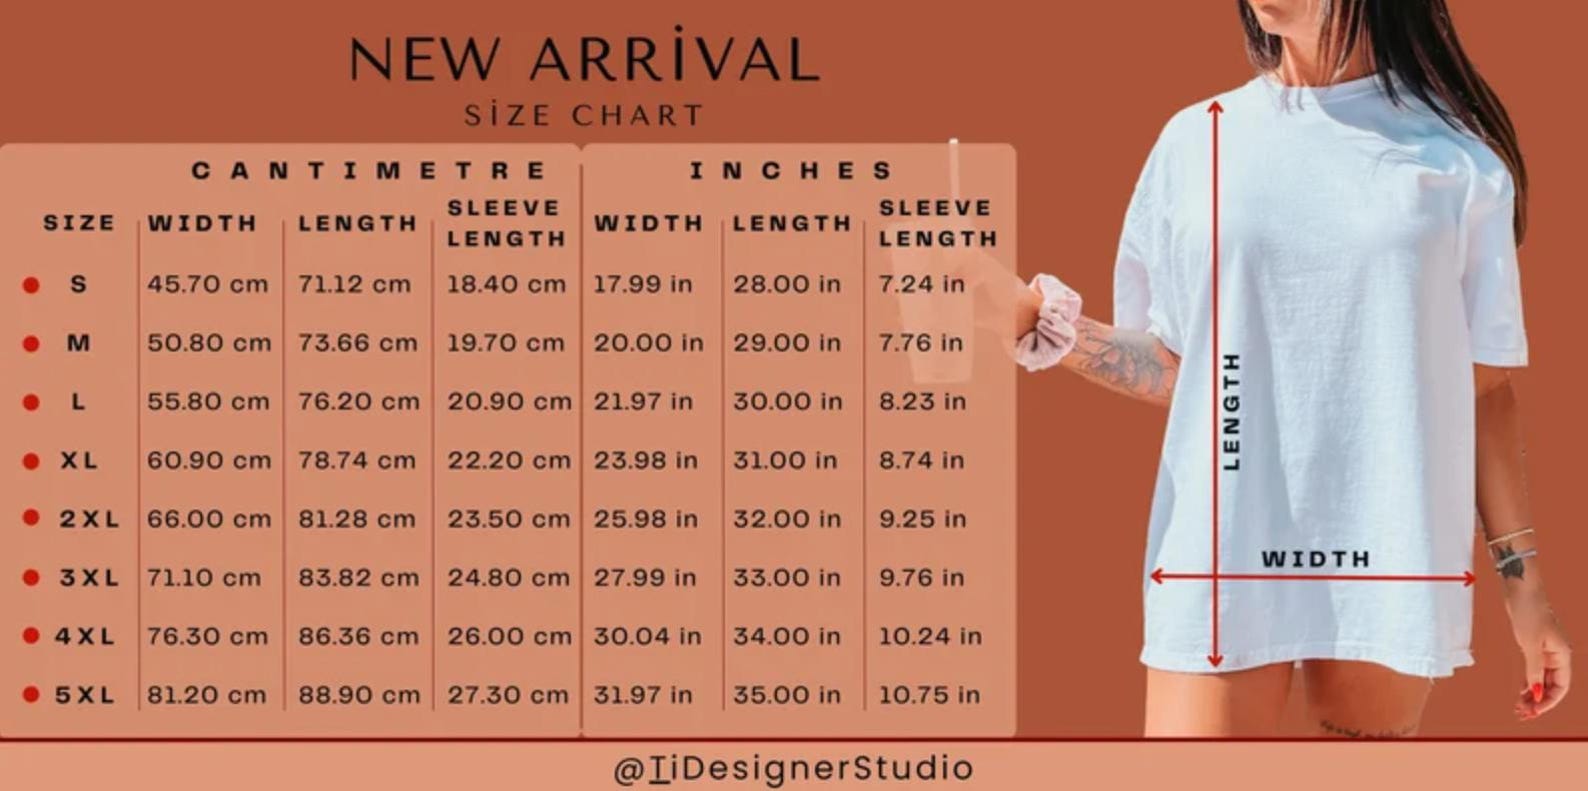 NEW ARRİVAL
SİZE CHART
CANTIMETRE INCHES
SIZE WIDTH LENGTH SLEEVE LENGTH WIDTH LENGTH SLEEVE LENGTH
S 45.70 cm 71.12 cm 18.40 cm 17.99 in 28.00 in 7.24 in
M 50.80 cm 73.66 cm 19.70 cm 20.00 in 29.00 in 7.76 in
L 55.80 cm 76.20 cm 20.90 cm 21.97 in 30.00 in 8.23 in
XL 60.90 cm 78.74 cm 22.20 cm 23.98 in 31.00 in 8.74 in
2XL 66.00 cm 81.28 cm 23.50 cm 25.98 in 32.00 in 9.25 in
3XL 71.10 cm 83.82 cm 24.80 cm 27.99 in 33.00 in 9.76 in
4XL 76.30 cm 86.36 cm 26.00 cm 30.04 in 34.00 in 10.24 in
5XL 81.20 cm 88.90 cm 27.30 cm 31.97 in 35.00 in 10.75 in
LENGTH
WIDTH
@TiDesignerStudio